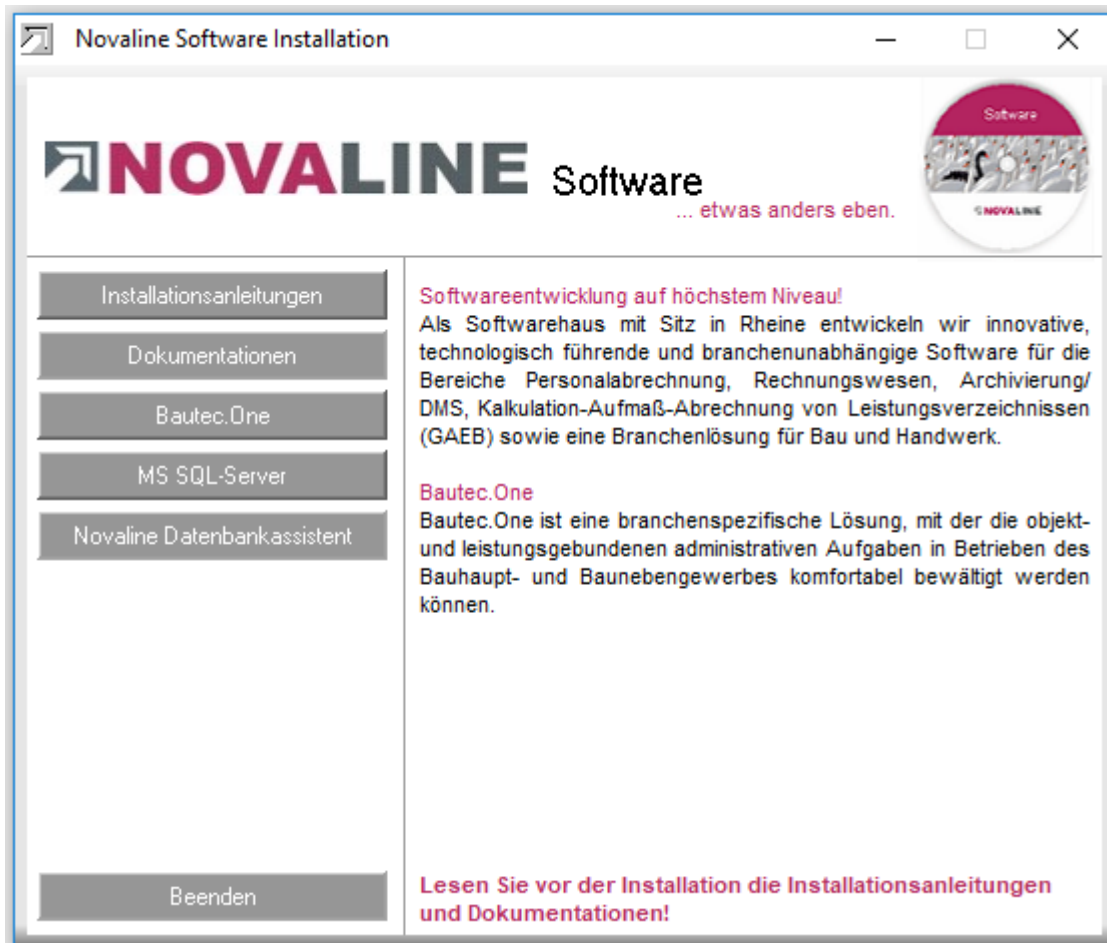 Novaline Software Installation
NOVALINE Software
... etwas anders eben.
Software
NOVALINE
Installationsanleitungen
Dokumentationen
Bautec.One
MS SQL-Server
Novaline Datenbankassistent
Beenden
Softwareentwicklung auf höchstem Niveau!
Als Softwarehaus mit Sitz in Rheine entwickeln wir innovative,
technologisch führende und branchenunabhängige Software für die
Bereiche Personalabrechnung, Rechnungswesen, Archivierung/
DMS, Kalkulation-Aufmaß-Abrechnung von Leistungsverzeichnissen
(GAEB) sowie eine Branchenlösung für Bau und Handwerk.
Bautec.One
Bautec.One ist eine branchenspezifische Lösung, mit der die objekt-
und leistungsgebundenen administrativen Aufgaben in Betrieben des
Bauhaupt- und Baunebengewerbes komfortabel bewältigt werden
können.
Lesen Sie vor der Installation die Installationsanleitungen
und Dokumentationen!